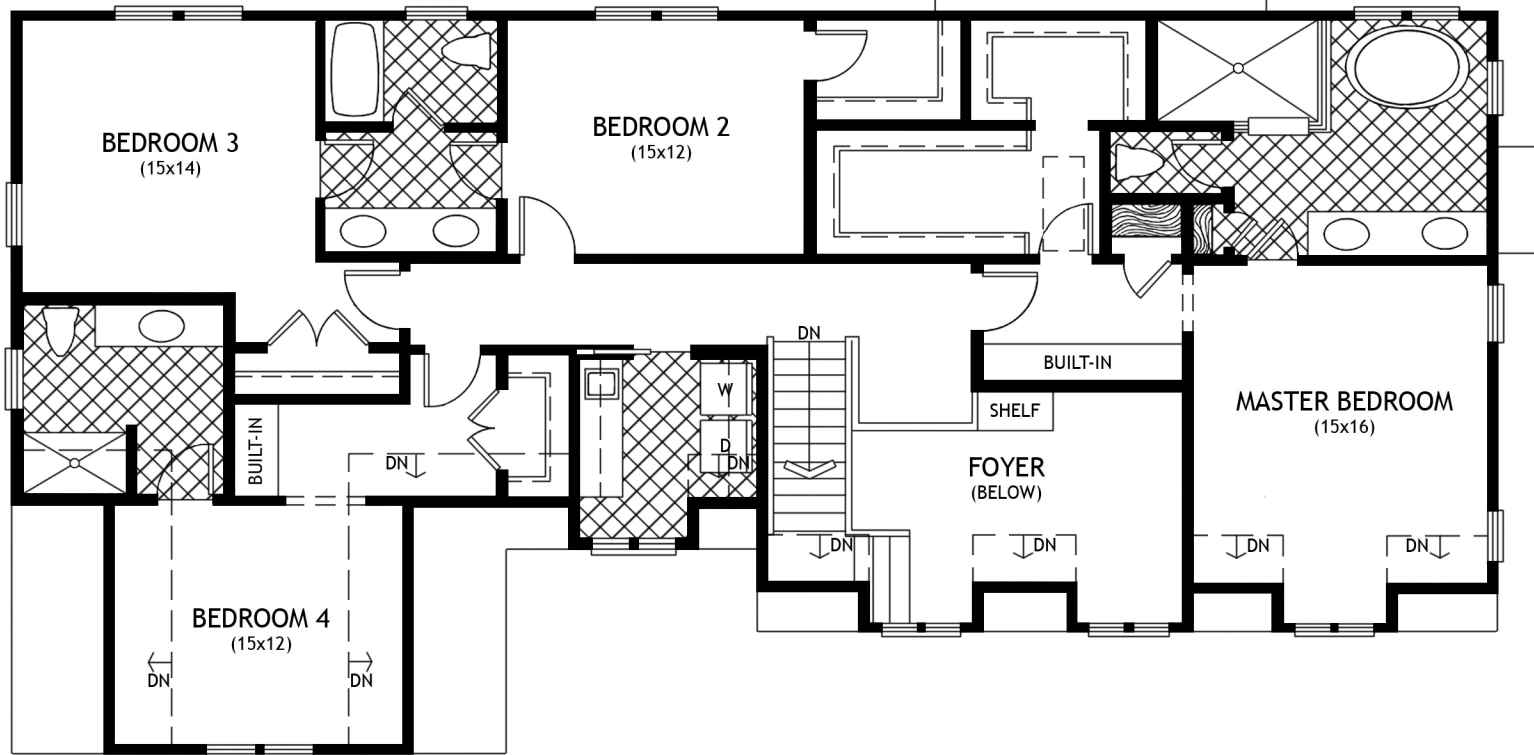 BEDROOM 3
(15x14)
BEDROOM 2
(15x12)
DN
BUILT-IN
W
D
DN
SHELF
MASTER BEDROOM
(15x16)
BUILT-IN
DN
FOYER
(BELOW)
DN
DN
DN
DN
BEDROOM 4
(15x12)
DN
DN